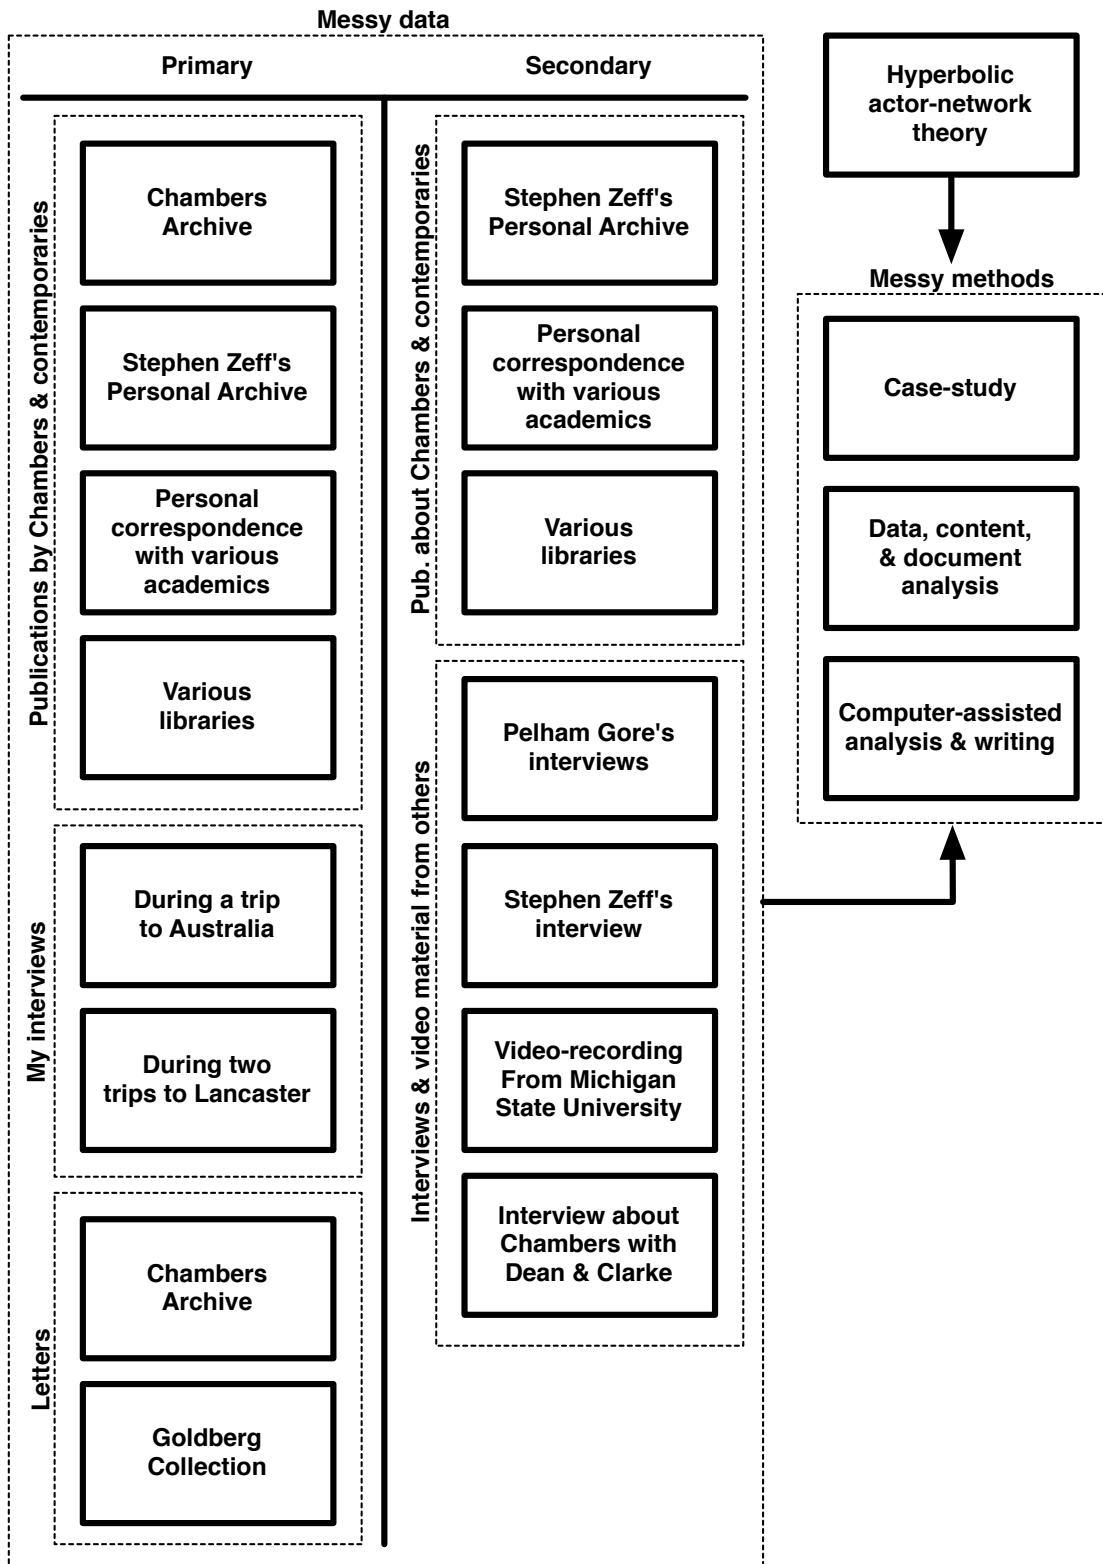 Messy data
Primary
Publications by Chambers & contemporaries
Chambers
Archive
Stephen Zeff's
Personal Archive
Personal
correspondence
with various
academics
Various
libraries
My interviews
During a trip
to Australia
During two
trips to Lancaster
Letters
Chambers
Archive
Goldberg
Collection
Secondary
Pub. about Chambers & contemporaries
Stephen Zeff's
Personal Archive
Personal
correspondence
with various
academics
Various
libraries
Interviews & video material from others
Pelham Gore's
interviews
Stephen Zeff's
interview
Video-recording
From Michigan
State University
Interview about
Chambers with
Dean & Clarke
Hyperbolic
actor-network
theory
Messy methods
Case-study
Data, content,
& document
analysis
Computer-assisted
analysis & writing